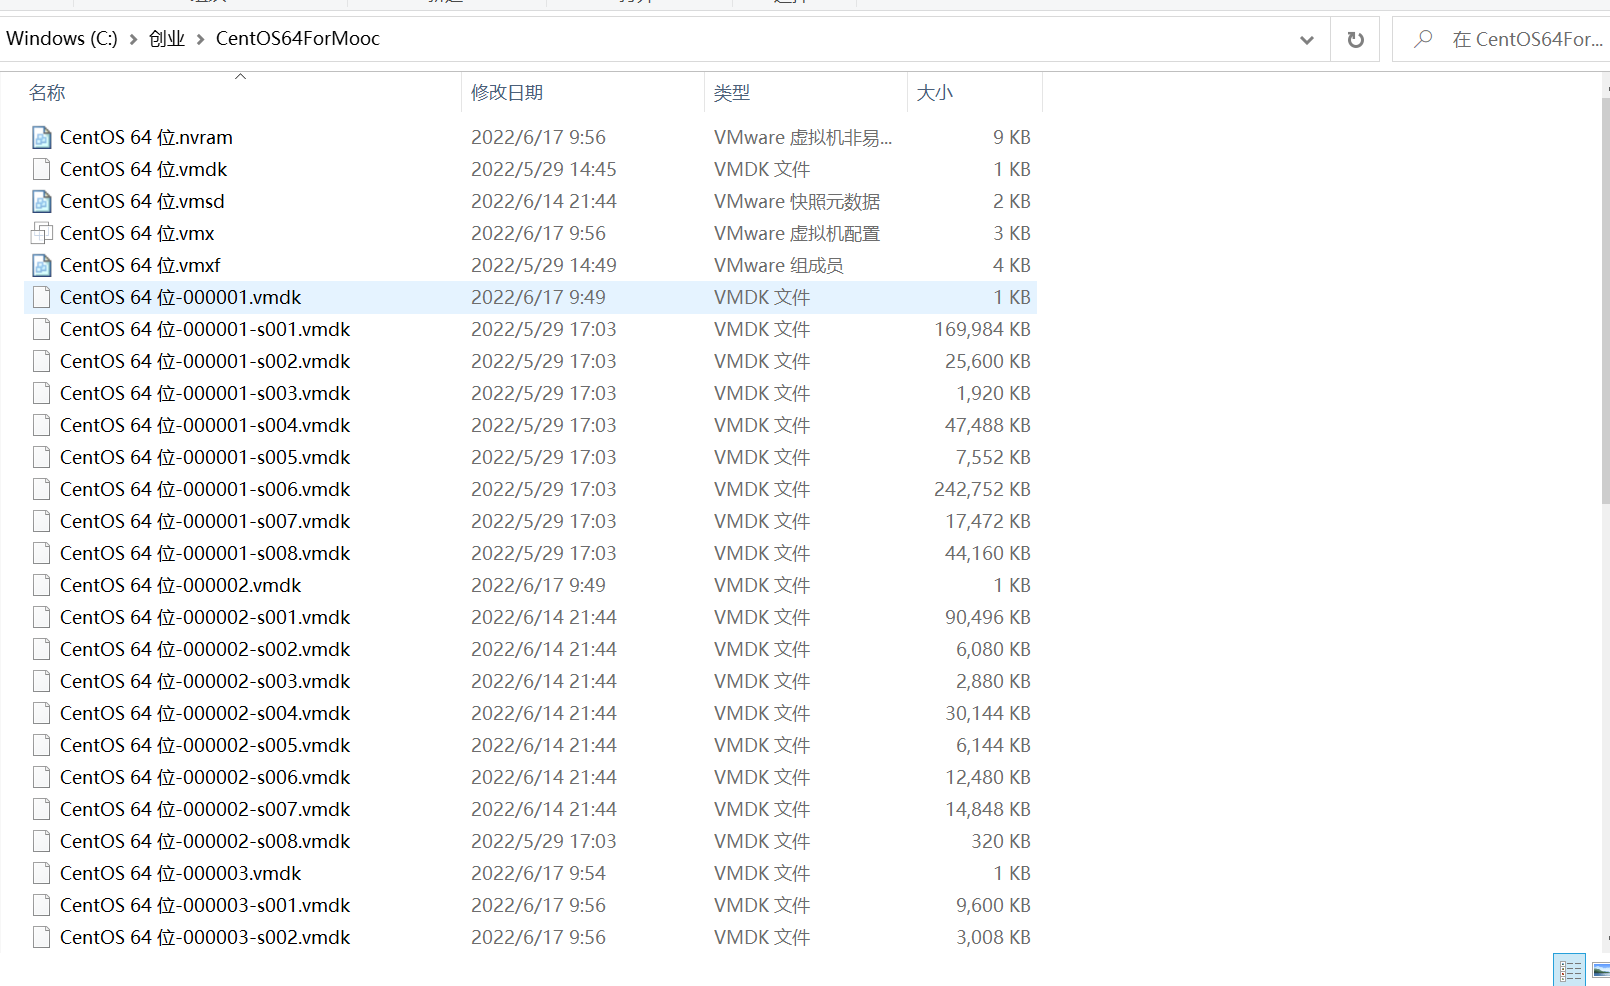 Windows (C:) > 创业 > CentOS64ForMooc 在 CentOS64For...
名称 修改日期 类型 大小
CentOS 64 位.nvram 2022/6/17 9:56 VMware 虚拟机非易... 9 KB
CentOS 64 位.vmdk 2022/5/29 14:45 VMDK 文件 1 KB
CentOS 64 位.vmsd 2022/6/14 21:44 VMware 快照元数据 2 KB
CentOS 64 位.vmx 2022/6/17 9:56 VMware 虚拟机配置 3 KB
CentOS 64 位.vmxf 2022/5/29 14:49 VMware 组成员 4 KB
CentOS 64 位-000001.vmdk 2022/6/17 9:49 VMDK 文件 1 KB
CentOS 64 位-000001-s001.vmdk 2022/5/29 17:03 VMDK 文件 169,984 KB
CentOS 64 位-000001-s002.vmdk 2022/5/29 17:03 VMDK 文件 25,600 KB
CentOS 64 位-000001-s003.vmdk 2022/5/29 17:03 VMDK 文件 1,920 KB
CentOS 64 位-000001-s004.vmdk 2022/5/29 17:03 VMDK 文件 47,488 KB
CentOS 64 位-000001-s005.vmdk 2022/5/29 17:03 VMDK 文件 7,552 KB
CentOS 64 位-000001-s006.vmdk 2022/5/29 17:03 VMDK 文件 242,752 KB
CentOS 64 位-000001-s007.vmdk 2022/5/29 17:03 VMDK 文件 17,472 KB
CentOS 64 位-000001-s008.vmdk 2022/5/29 17:03 VMDK 文件 44,160 KB
CentOS 64 位-000002.vmdk 2022/6/17 9:49 VMDK 文件 1 KB
CentOS 64 位-000002-s001.vmdk 2022/6/14 21:44 VMDK 文件 90,496 KB
CentOS 64 位-000002-s002.vmdk 2022/6/14 21:44 VMDK 文件 6,080 KB
CentOS 64 位-000002-s003.vmdk 2022/6/14 21:44 VMDK 文件 2,880 KB
CentOS 64 位-000002-s004.vmdk 2022/6/14 21:44 VMDK 文件 30,144 KB
CentOS 64 位-000002-s005.vmdk 2022/6/14 21:44 VMDK 文件 6,144 KB
CentOS 64 位-000002-s006.vmdk 2022/6/14 21:44 VMDK 文件 12,480 KB
CentOS 64 位-000002-s007.vmdk 2022/6/14 21:44 VMDK 文件 14,848 KB
CentOS 64 位-000002-s008.vmdk 2022/5/29 17:03 VMDK 文件 320 KB
CentOS 64 位-000003.vmdk 2022/6/17 9:54 VMDK 文件 1 KB
CentOS 64 位-000003-s001.vmdk 2022/6/17 9:56 VMDK 文件 9,600 KB
CentOS 64 位-000003-s002.vmdk 2022/6/17 9:56 VMDK 文件 3,008 KB